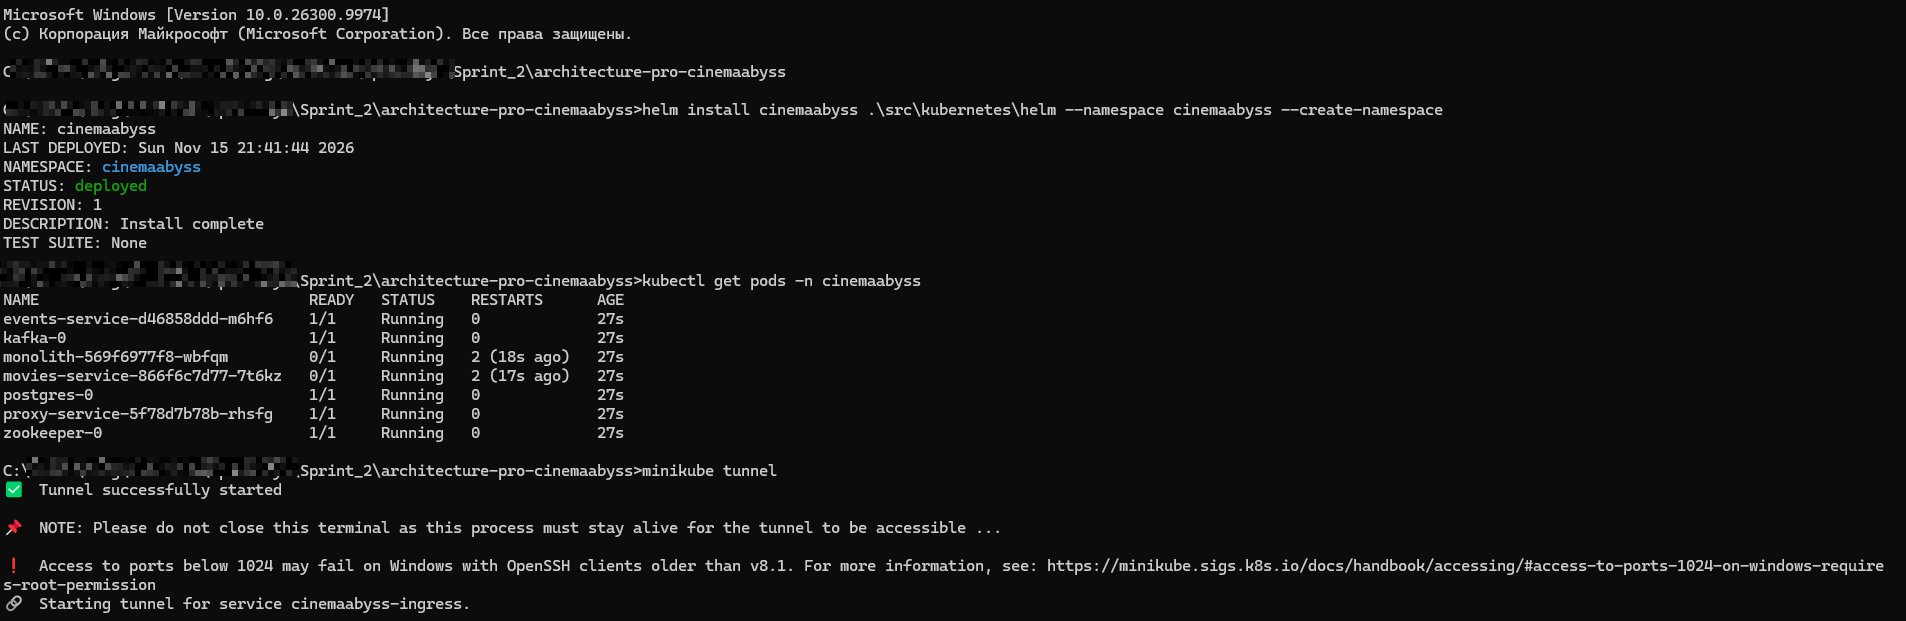 Microsoft Windows [Version 10.0.26300.9974]
(c) Корпорация Майкрософт (Microsoft Corporation). Все права защищены.
Sprint_2\architecture-pro-cinemaabyss
\Sprint_2\architecture-pro-cinemaabyss>helm install cinemaabyss .\src\kubernetes\helm --namespace cinemaabyss --create-namespace
NAME: cinemaabyss
LAST DEPLOYED: Sun Nov 15 21:41:44 2026
NAMESPACE: cinemaabyss
STATUS: deployed
REVISION: 1
DESCRIPTION: Install complete
TEST SUITE: None
\Sprint_2\architecture-pro-cinemaabyss>kubectl get pods -n cinemaabyss
NAME READY STATUS RESTARTS AGE
events-service-d46858ddd-m6hf6 1/1 Running 0 27s
kafka-0 1/1 Running 0 27s
monolith-569f6977f8-wbfqm 0/1 Running 2 (18s ago) 27s
movies-service-866f6c7d77-7t6kz 0/1 Running 2 (17s ago) 27s
postgres-0 1/1 Running 0 27s
proxy-service-5f78d7b78b-rhsfg 1/1 Running 0 27s
zookeeper-0 1/1 Running 0 27s
C:\ \Sprint_2\architecture-pro-cinemaabyss>minikube tunnel
✅ Tunnel successfully started
📌 NOTE: Please do not close this terminal as this process must stay alive for the tunnel to be accessible ...
❗ Access to ports below 1024 may fail on Windows with OpenSSH clients older than v8.1. For more information, see: https://minikube.sigs.k8s.io/docs/handbook/accessing/#access-to-ports-1024-on-windows-require
s-root-permission
🔗 Starting tunnel for service cinemaabyss-ingress.